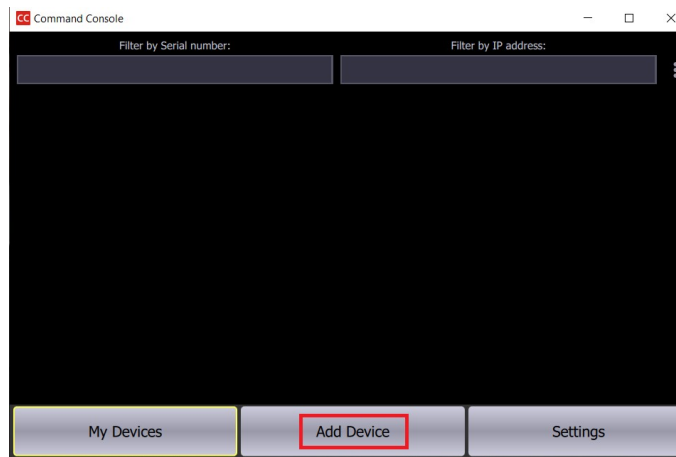 CC Command Console
Filter by Serial number: Filter by IP address:
My Devices Add Device Settings